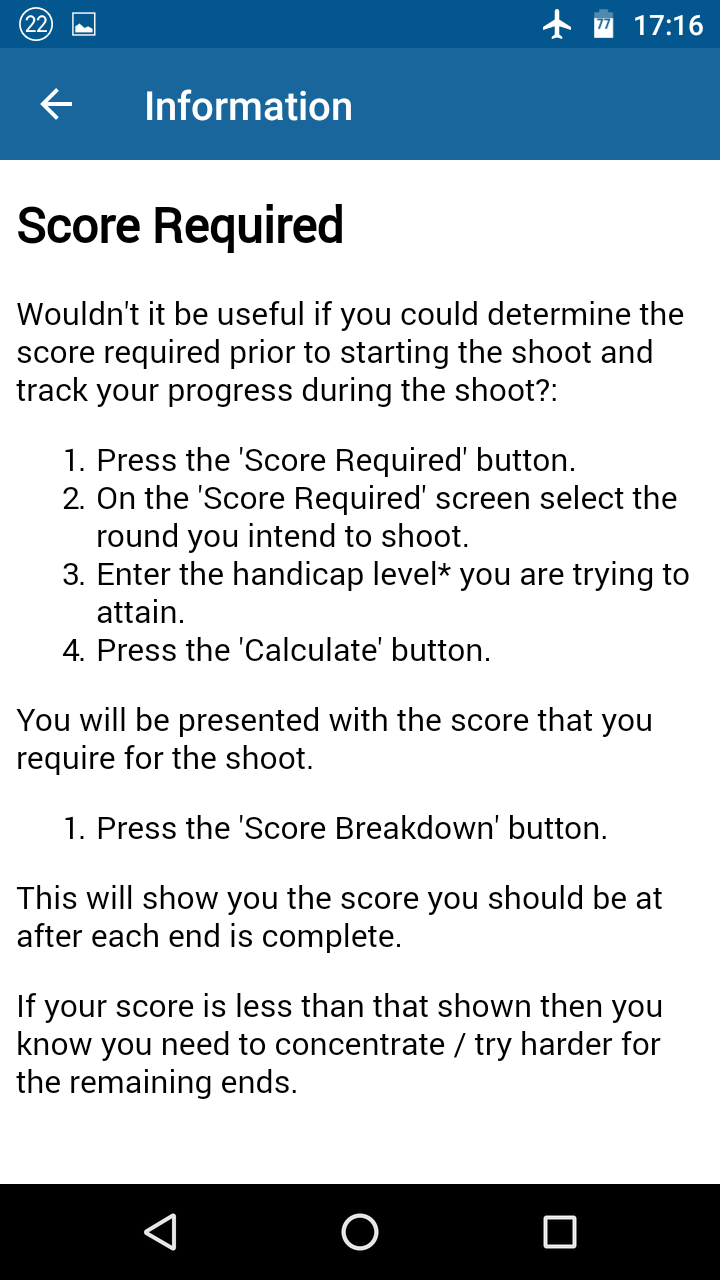 22 77 17:16
Information
Score Required
Wouldn't it be useful if you could determine the
score required prior to starting the shoot and
track your progress during the shoot?:
1. Press the 'Score Required' button.
2. On the 'Score Required' screen select the
round you intend to shoot.
3. Enter the handicap level* you are trying to
attain.
4. Press the 'Calculate' button.
You will be presented with the score that you
require for the shoot.
1. Press the 'Score Breakdown' button.
This will show you the score you should be at
after each end is complete.
If your score is less than that shown then you
know you need to concentrate / try harder for
the remaining ends.